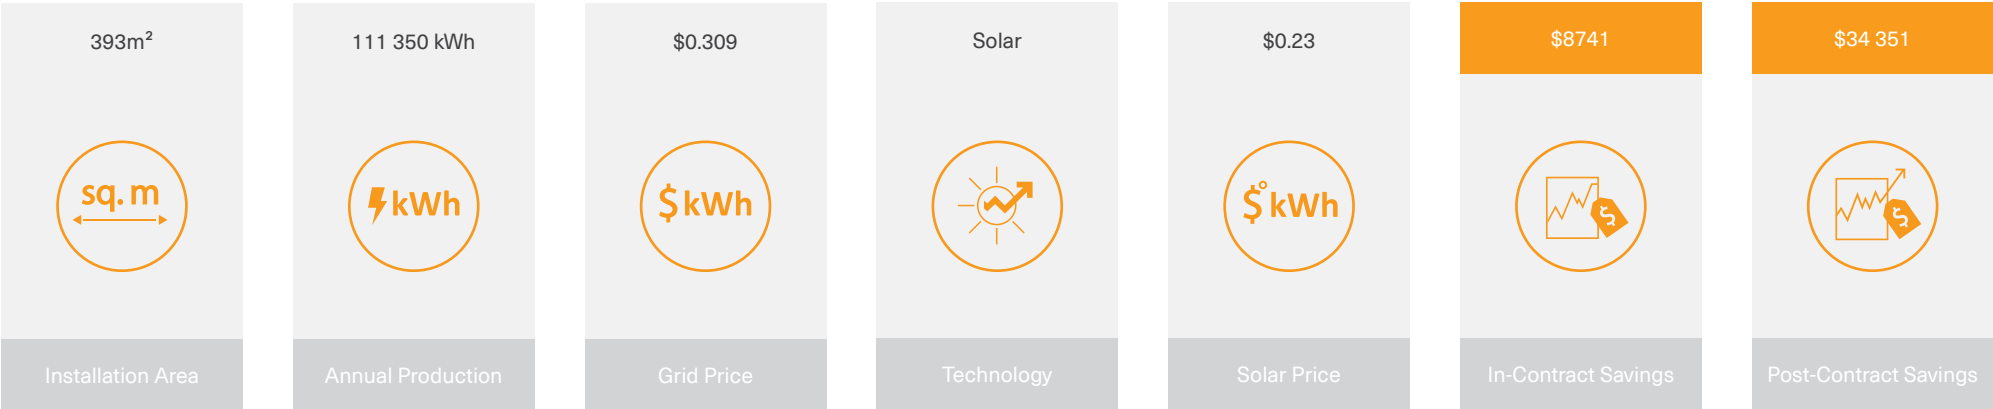 393m²
111 350 kWh
$0.309
Solar
$0.23
$8741
$34 351
sq. m
kWh
$ kWh
$° kWh
$
$
Installation Area
Annual Production
Grid Price
Technology
Solar Price
In-Contract Savings
Post-Contract Savings